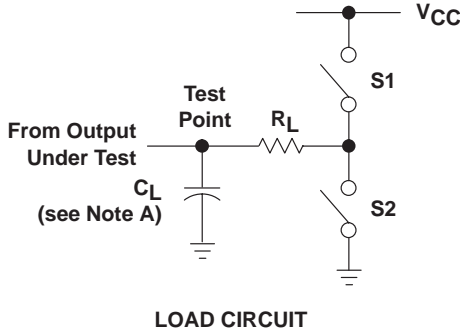 VCC
S1
Test
Point
RL
From Output
Under Test
CL
(see Note A)
S2
LOAD CIRCUIT